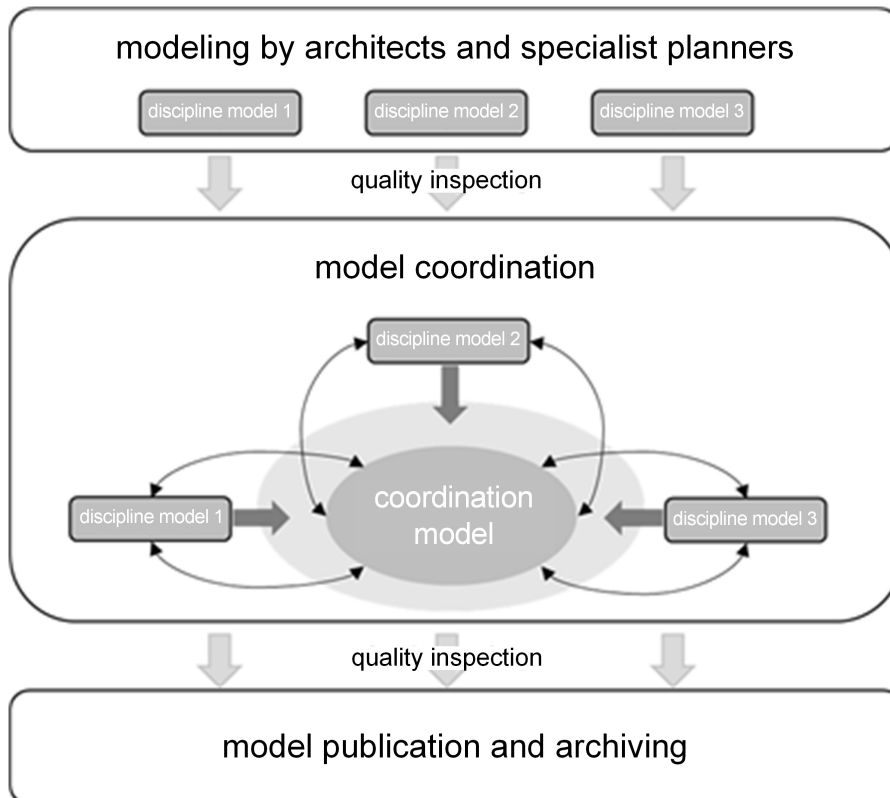 modeling by architects and specialist planners
discipline model 1
discipline model 2
discipline model 3
quality inspection
model coordination
discipline model 2
coordination
model
discipline model 1
discipline model 3
quality inspection
model publication and archiving